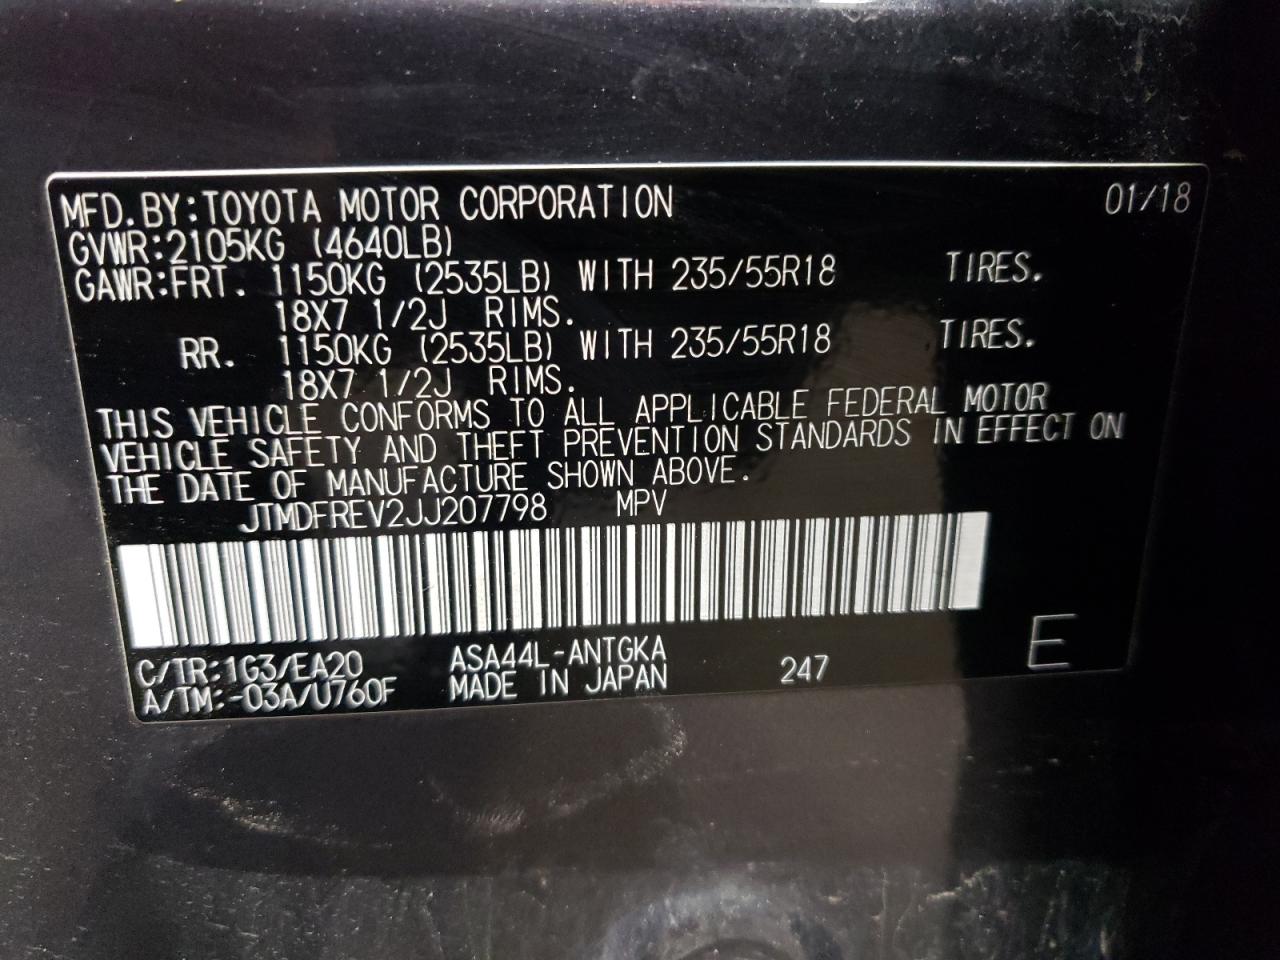 MFD.BY:TOYOTA MOTOR CORPORATION 01/18
GVWR:2105KG (4640LB)
GAWR:FRT. 1150KG (2535LB) WITH 235/55R18 TIRES.
18X7 1/2J RIMS.
RR. 1150KG (2535LB) WITH 235/55R18 TIRES.
18X7 1/2J RIMS.
THIS VEHICLE CONFORMS TO ALL APPLICABLE FEDERAL MOTOR
VEHICLE SAFETY AND THEFT PREVENTION STANDARDS IN EFFECT ON
THE DATE OF MANUFACTURE SHOWN ABOVE.
JTMDFREV2JJ207798 MPV
C/TR:1G3/EA20 ASA44L-ANTGKA 247 E
A/TM:-03A/U760F MADE IN JAPAN